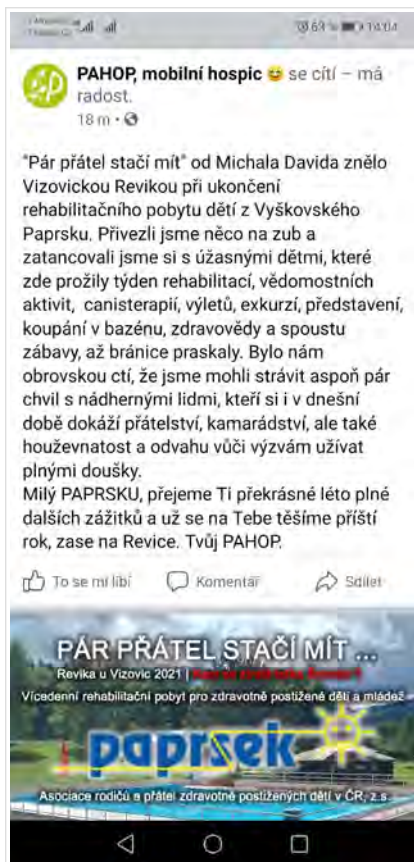 63 % 14:04
PAHOP, mobilní hospic 😄 se cítí – má
radost.
18 m
"Pár přátel stačí mít" od Michala Davida znělo
Vizovickou Revikou při ukončení
rehabilitačního pobytu dětí z Vyškovského
Paprsku. Přivezli jsme něco na zub a
zatancovali jsme si s úžasnými dětmi, které
zde prožily týden rehabilitací, vědomostních
aktivit, canisterapií, výletů, exkurzí, představení,
koupání v bazénu, zdravovědy a spoustu
zábavy, až bránice praskaly. Bylo nám
obrovskou ctí, že jsme mohli strávit aspoň pár
chvil s nádhernými lidmi, kteří si i v dnešní
době dokáží přátelství, kamarádství, ale také
houževnatost a odvahu vůči výzvám užívat
plnými doušky.
Milý PAPRSKU, přejeme Ti překrásné léto plné
dalších zážitků a už se na Tebe těšíme příští
rok, zase na Revice. Tvůj PAHOP.
To se mi líbí Komentář Sdílet
PÁR PŘÁTEL STAČÍ MÍT ...
Revika u Vizovic 2021 |
Vícedenní rehabilitační pobyt pro zdravotně postižené děti a mládež
paprsek
Asociace rodičů a přátel zdravotně postižených dětí v ČR, z.s.